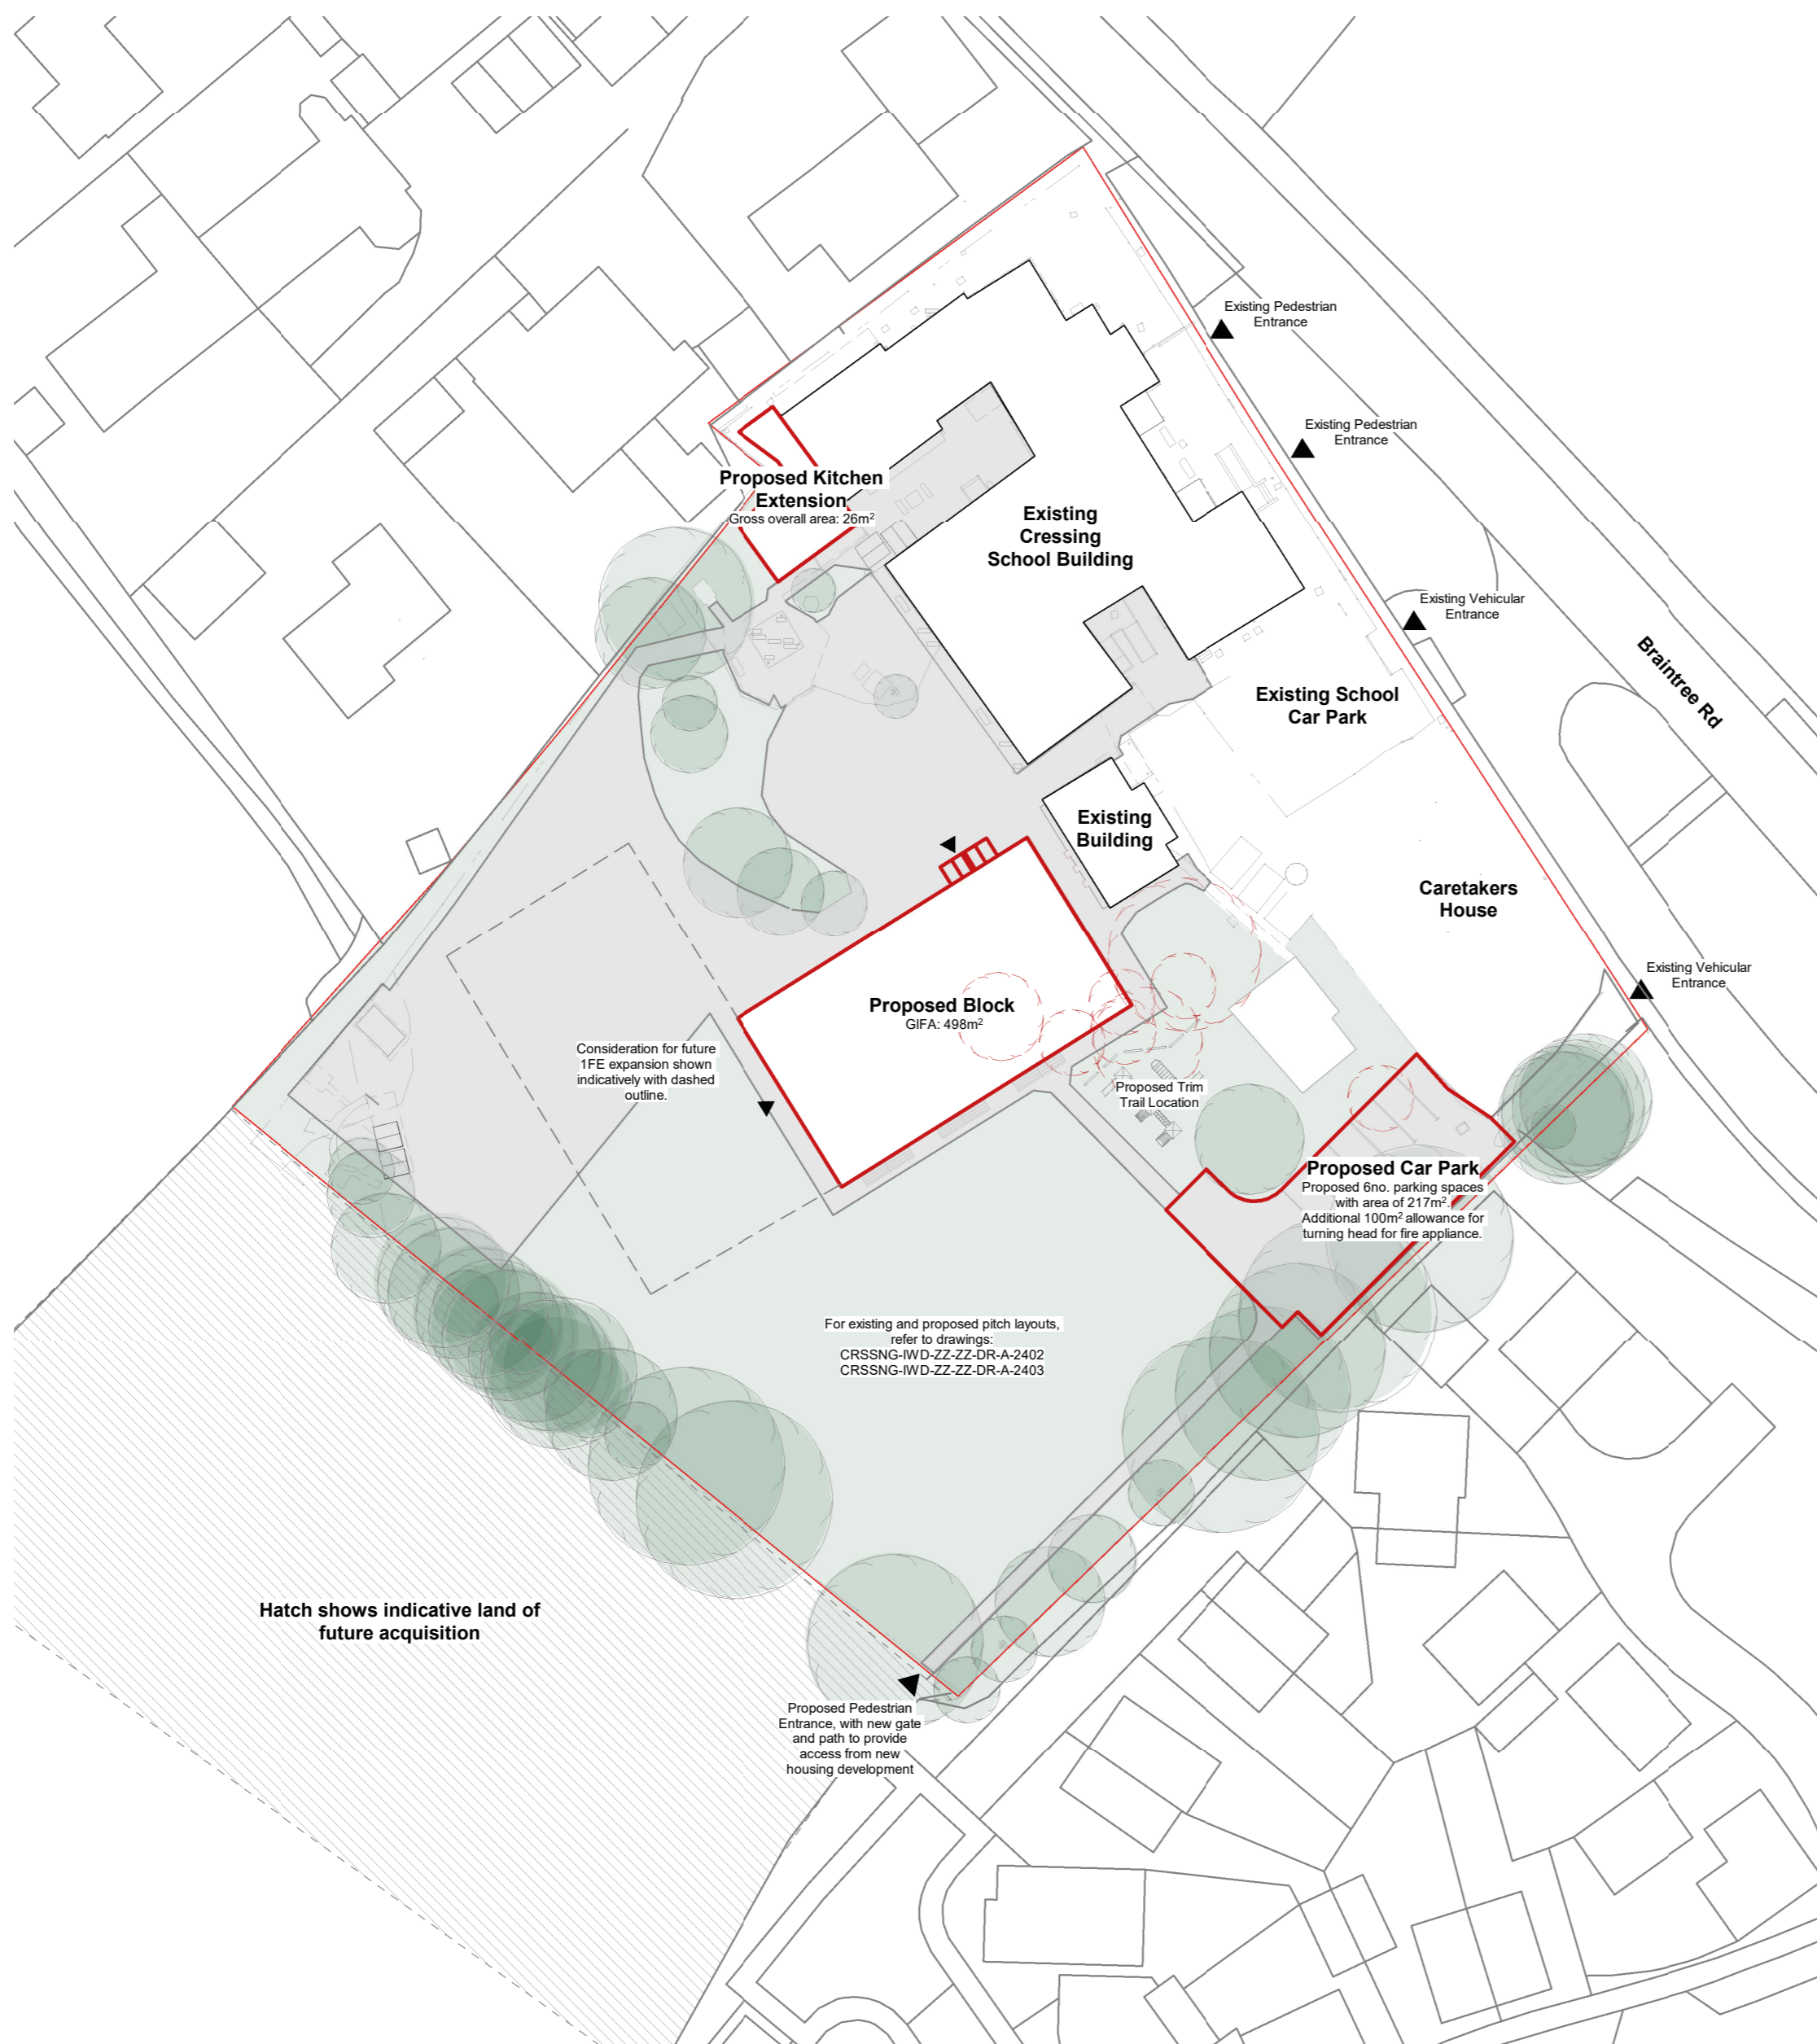 Existing Pedestrian
Entrance
Existing Pedestrian
Entrance
Proposed Kitchen
Extension
Gross overall area: 26m²
Existing
Cressing
School Building
Existing Vehicular
Entrance
Braintree Rd
Existing School
Car Park
Existing
Building
Caretakers
House
Existing Vehicular
Entrance
Proposed Block
GIFA: 498m²
Consideration for future
1FE expansion shown
indicatively with dashed
outline.
Proposed Trim
Trail Location
Proposed Car Park
Proposed 6no. parking spaces
with area of 217m².
Additional 100m² allowance for
turning head for fire appliance.
For existing and proposed pitch layouts,
refer to drawings:
CRSSNG-IWD-ZZ-ZZ-DR-A-2402
CRSSNG-IWD-ZZ-ZZ-DR-A-2403
Hatch shows indicative land of
future acquisition
Proposed Pedestrian
Entrance, with new gate
and path to provide
access from new
housing development